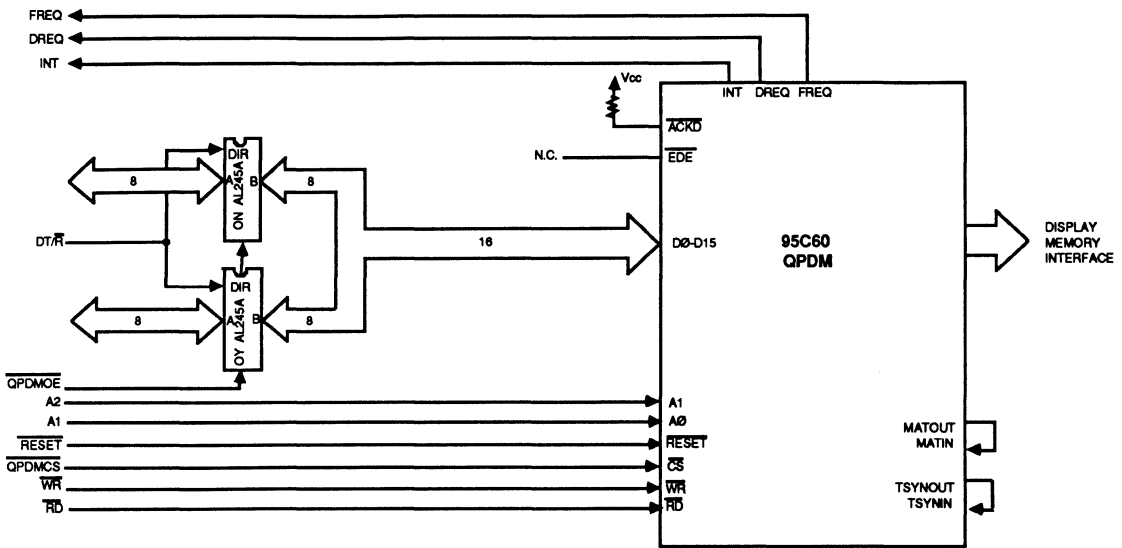 FREQ
DREQ
INT
Vcc
INT DREQ FREQ
ACKD
N.C.
EDE
DIR
A B
ON AL245A
8
8
DT/R
16
DØ-D15
95C60
QPDM
DISPLAY
MEMORY
INTERFACE
DIR
A B
OY AL245A
8
8
QPDMOE
A2
A1
RESET
QPDMCS
WR
RD
A1
AØ
RESET
CS
WR
RD
MATOUT
MATIN
TSYNOUT
TSYNIN